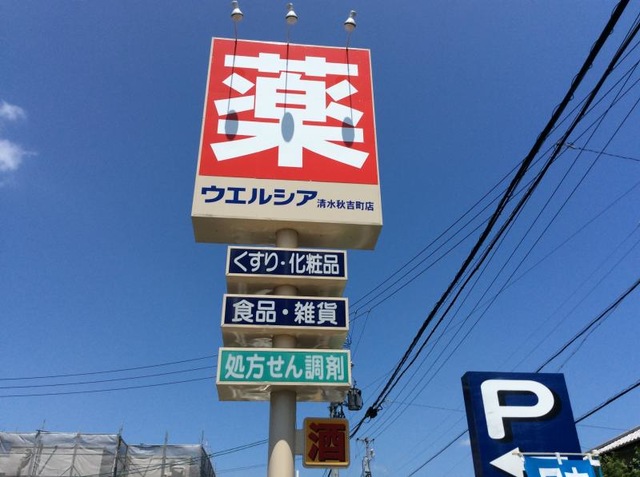 薬
ウエルシア 清水秋吉町店
くすり・化粧品
食品・雑貨
処方せん調剤
酒
P